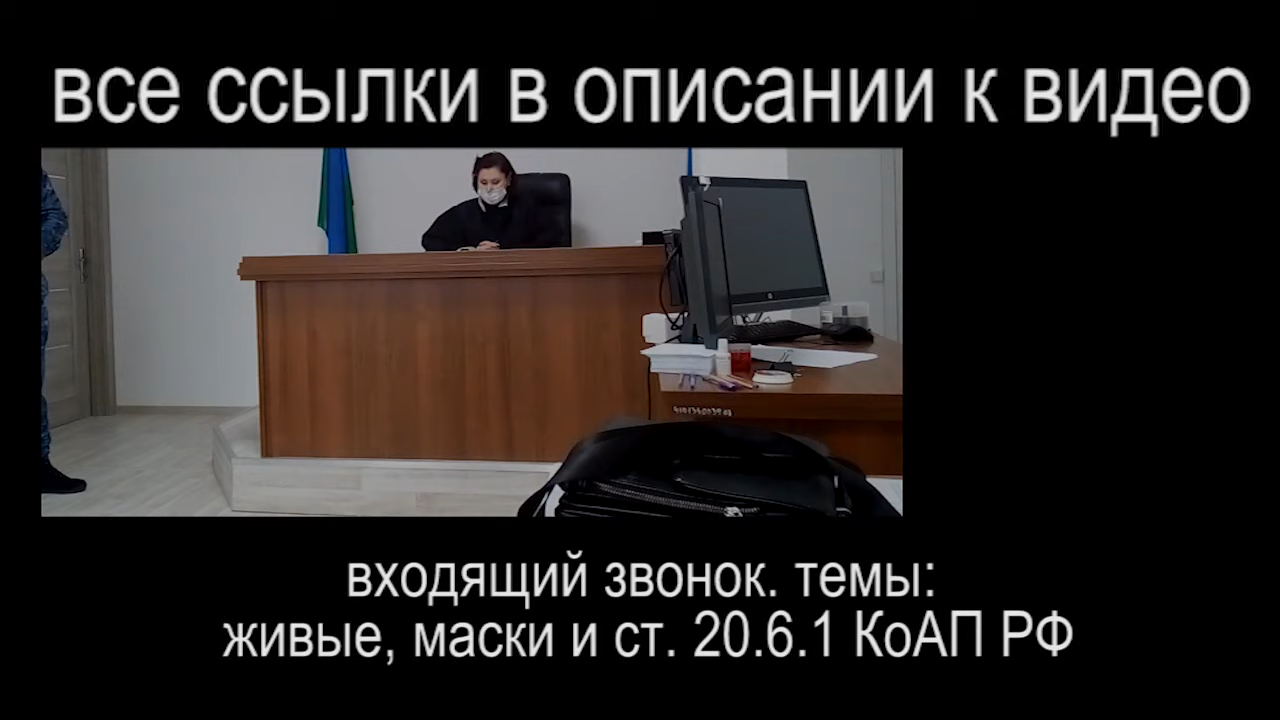 все ссылки в описании к видео
входящий звонок. темы:
живые, маски и ст. 20.6.1 КоАП РФ